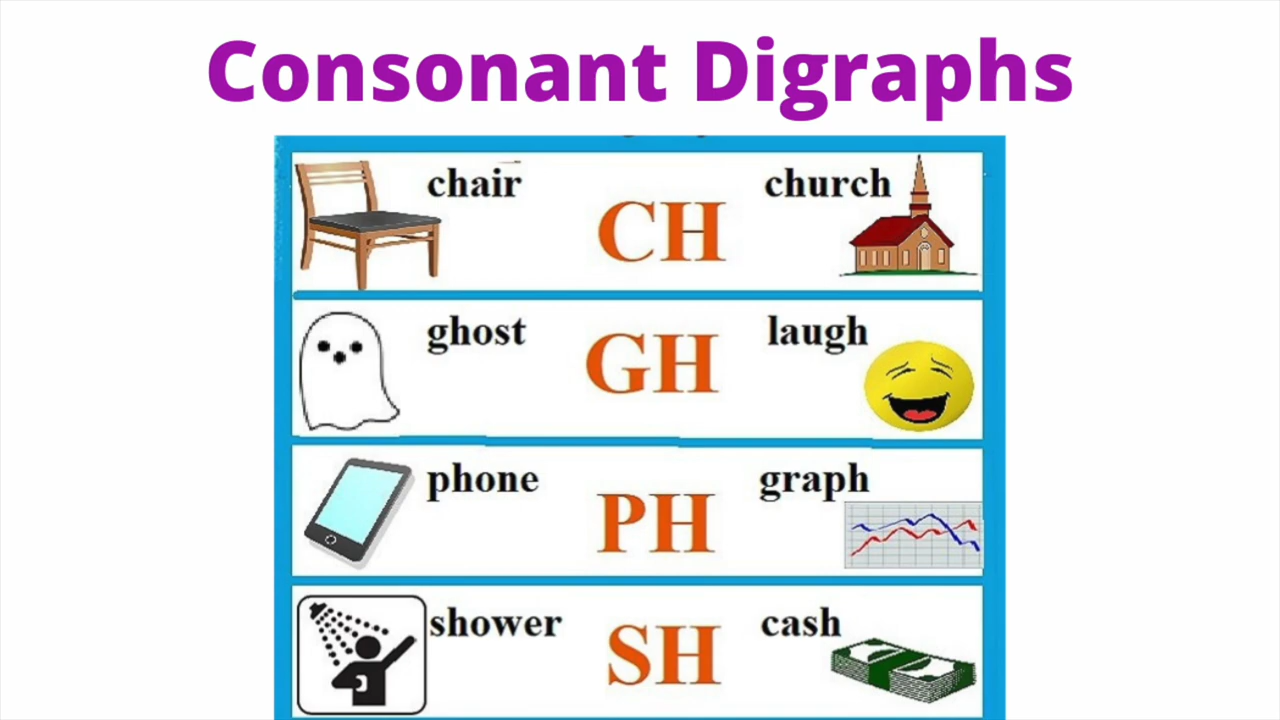 Consonant Digraphs
chair CH church
ghost GH laugh
phone PH graph
shower SH cash